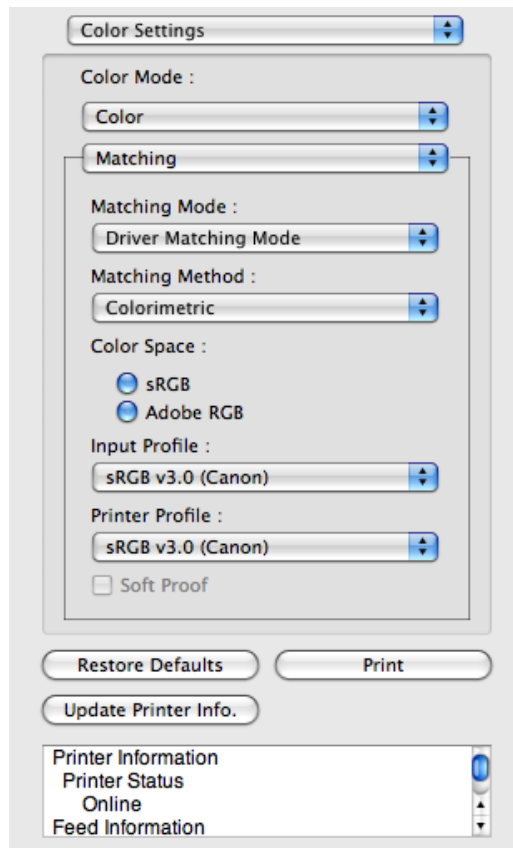 Color Settings
Color Mode :
Color
Matching
Matching Mode :
Driver Matching Mode
Matching Method :
Colorimetric
Color Space :
sRGB
Adobe RGB
Input Profile :
sRGB v3.0 (Canon)
Printer Profile :
sRGB v3.0 (Canon)
Soft Proof
Restore Defaults Print
Update Printer Info.
Printer Information
Printer Status
Online
Feed Information